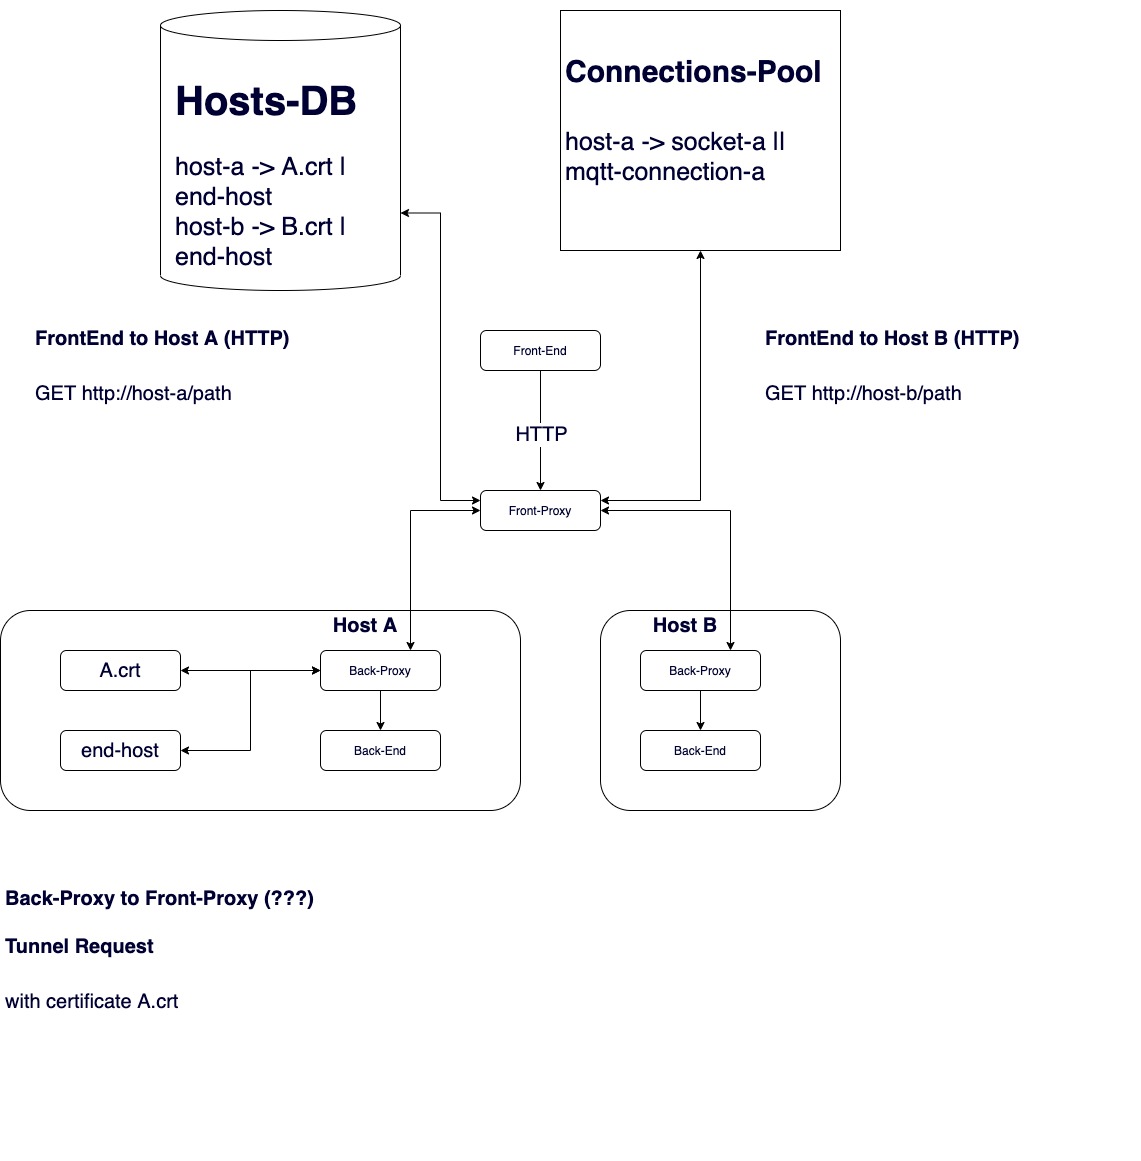 Hosts-DB
host-a -> A.crt |
end-host
host-b -> B.crt |
end-host
Connections-Pool
host-a -> socket-a ||
mqtt-connection-a
FrontEnd to Host A (HTTP)
GET http://host-a/path
Front-End
HTTP
Front-Proxy
FrontEnd to Host B (HTTP)
GET http://host-b/path
Host A
A.crt
Back-Proxy
end-host
Back-End
Host B
Back-Proxy
Back-End
Back-Proxy to Front-Proxy (???)
Tunnel Request
with certificate A.crt